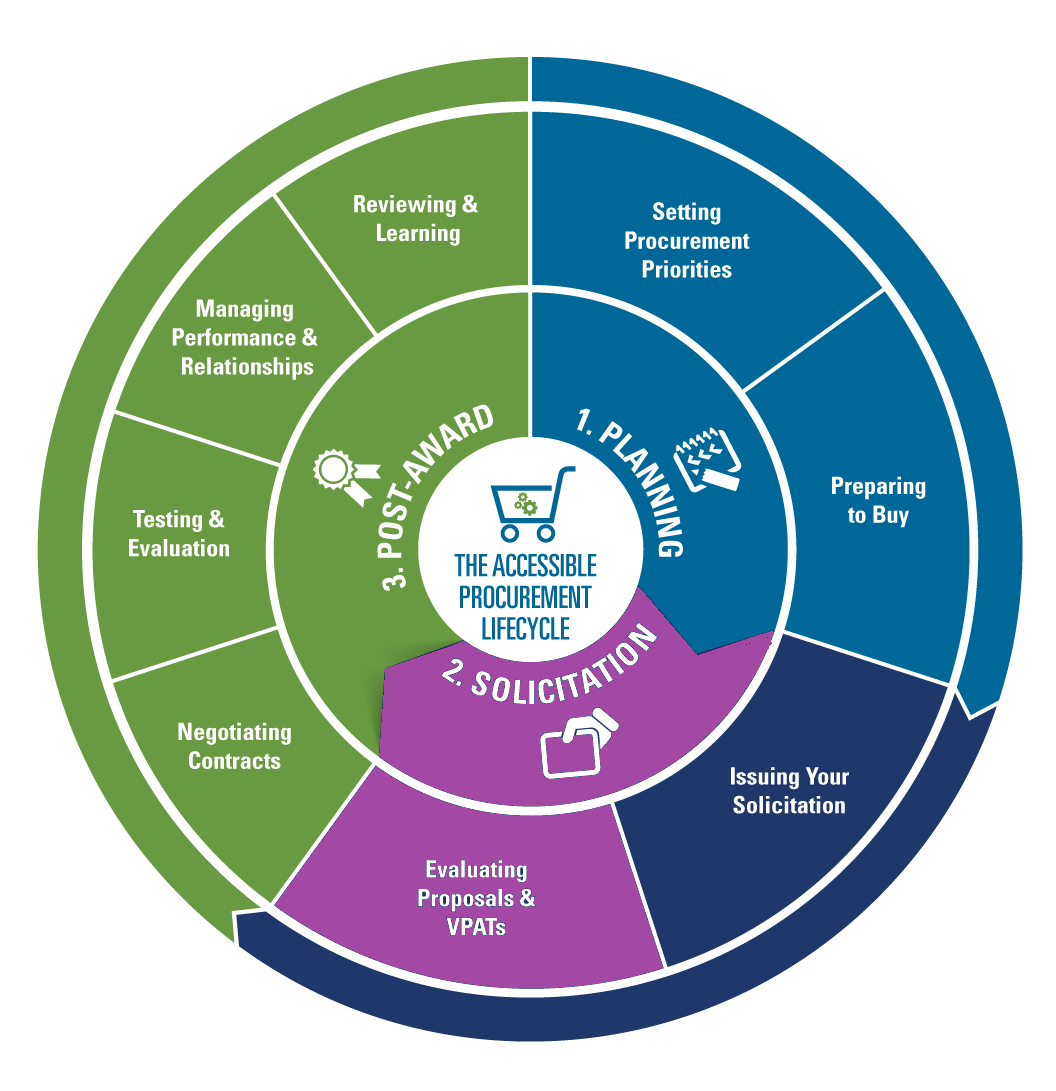 THE ACCESSIBLE
PROCUREMENT
LIFECYCLE
1. PLANNING
Setting
Procurement
Priorities
Preparing
to Buy
2. SOLICITATION
Issuing Your
Solicitation
Evaluating
Proposals &
VPATs
3. POST-AWARD
Negotiating
Contracts
Testing &
Evaluation
Managing
Performance &
Relationships
Reviewing &
Learning